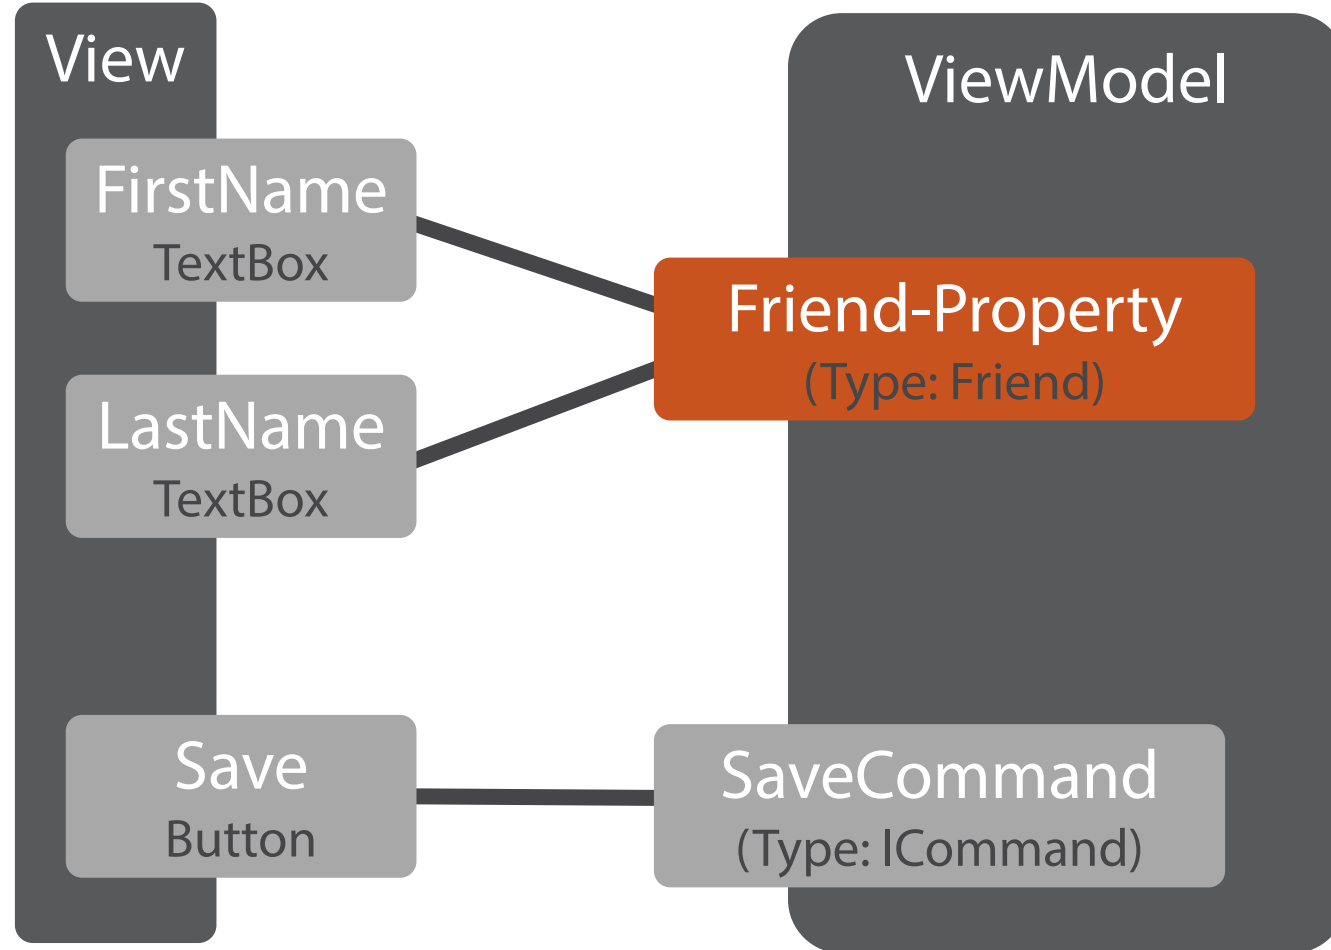 View
FirstName
TextBox
LastName
TextBox
Save
Button
ViewModel
Friend-Property
(Type: Friend)
SaveCommand
(Type: ICommand)